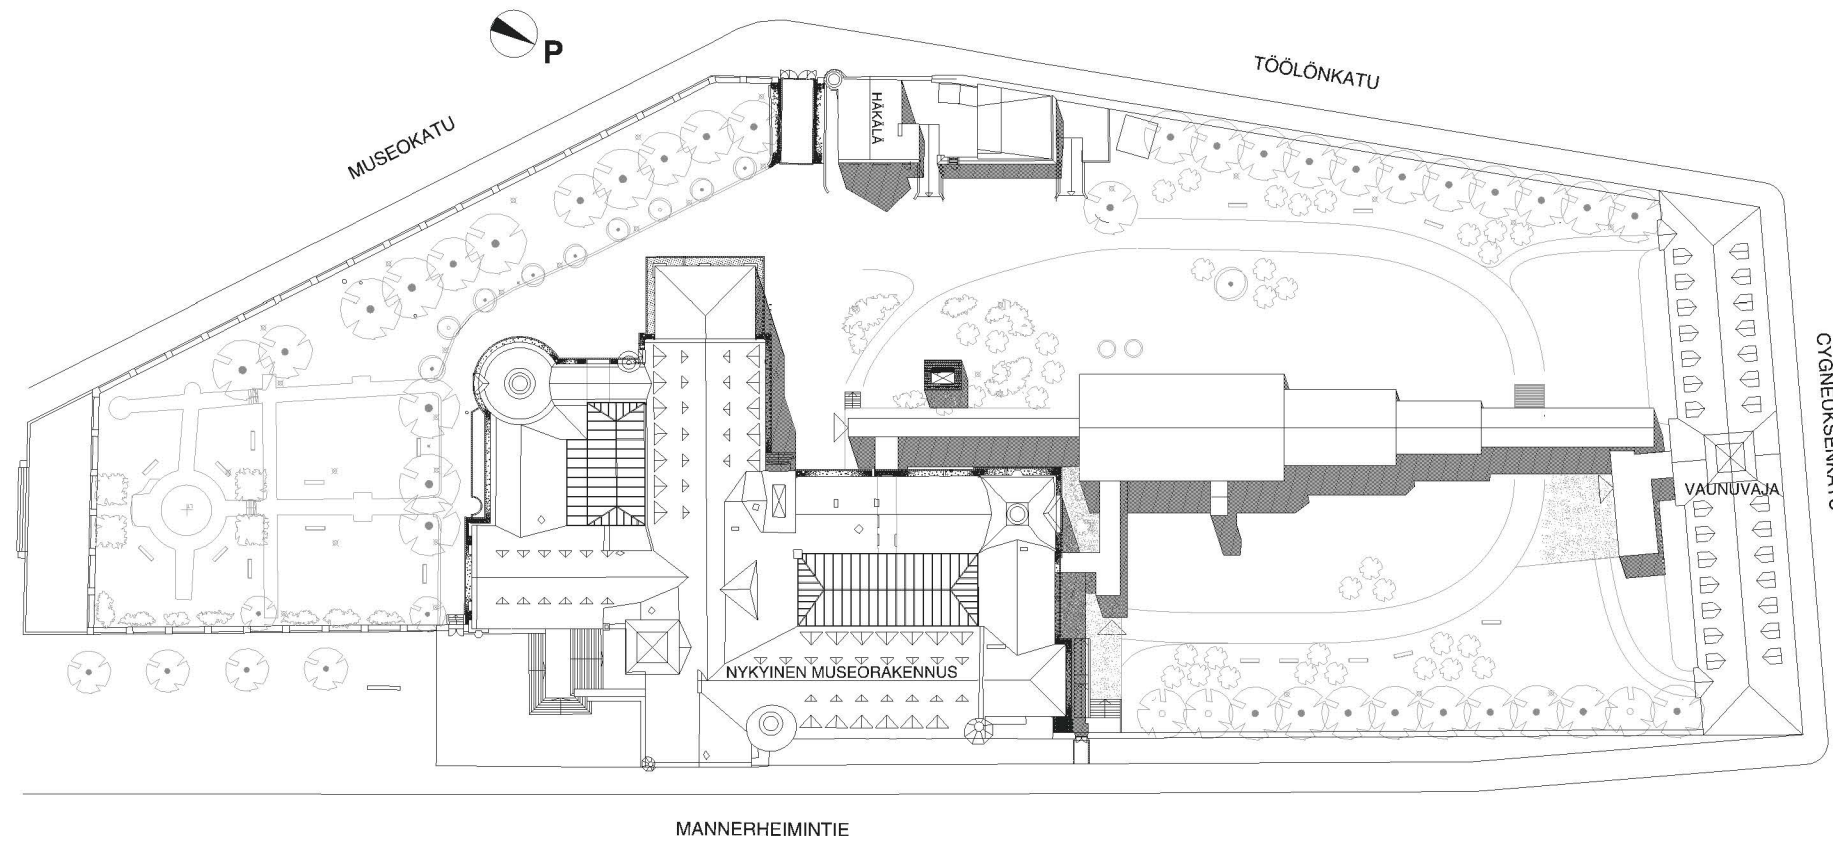 P
TÖÖLÖNKATU
MUSEOKATU
HÄKÄLÄ
CYGNEUKSENKATU
VAUNUVAJA
NYKYINEN MUSEORAKENNUS
MANNERHEIMINTIE